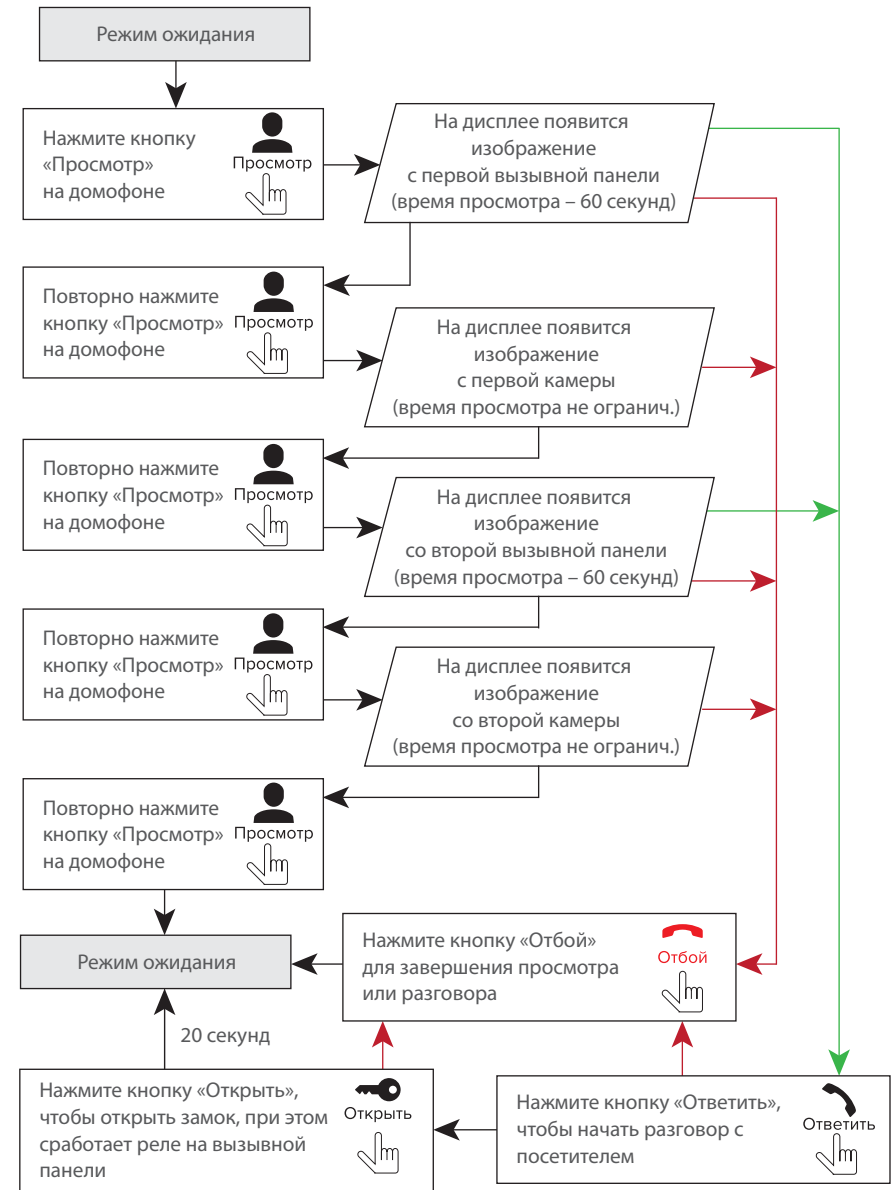 Режим ожидания
Нажмите кнопку
«Просмотр»
на домофоне
Просмотр
На дисплее появится
изображение
с первой вызывной панели
(время просмотра – 60 секунд)
Повторно нажмите
кнопку «Просмотр»
на домофоне
Просмотр
На дисплее появится
изображение
с первой камеры
(время просмотра не огранич.)
Повторно нажмите
кнопку «Просмотр»
на домофоне
Просмотр
На дисплее появится
изображение
со второй вызывной панели
(время просмотра – 60 секунд)
Повторно нажмите
кнопку «Просмотр»
на домофоне
Просмотр
На дисплее появится
изображение
со второй камеры
(время просмотра не огранич.)
Повторно нажмите
кнопку «Просмотр»
на домофоне
Просмотр
Режим ожидания
Нажмите кнопку «Отбой»
для завершения просмотра
или разговора
Отбой
20 секунд
Нажмите кнопку «Открыть»,
чтобы открыть замок, при этом
сработает реле на вызывной
панели
Открыть
Нажмите кнопку «Ответить»,
чтобы начать разговор с
посетителем
Ответить